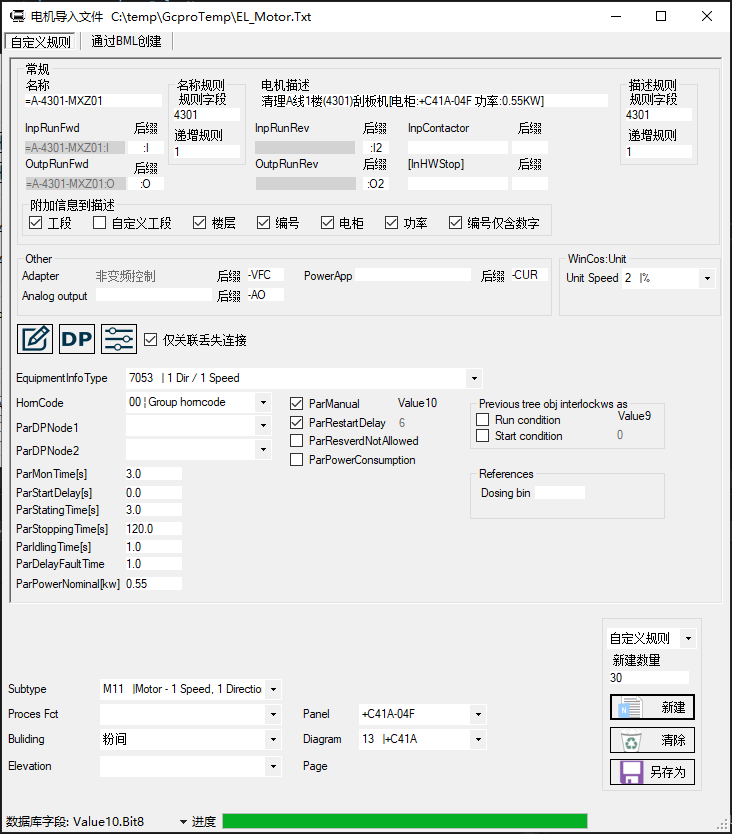 电机导入文件 C:\temp\GcproTemp\EL_Motor.Txt
自定义规则 通过BML创建
常规
名称 名称规则 电机描述 描述规则
=A-4301-MXZ01 规则字段 清理A线1楼(4301)刮板机[电柜:+C41A-04F 功率:0.55KW] 规则字段
4301 4301
InpRunFwd 后缀 递增规则 InpRunRev 后缀 InpContactor 后缀 递增规则
=A-4301-MXZ01:I :I 1 :I2 1
OutpRunFwd 后缀 OutpRunRev 后缀 [InHWStop] 后缀
=A-4301-MXZ01:O :O :O2
附加信息到描述
工段 自定义工段 楼层 编号 电柜 功率 编号仅含数字
Other WinCos:Unit
Adapter 非变频控制 后缀 -VFC PowerApp 后缀 -CUR Unit Speed 2 |%
Analog output 后缀 -AO
DP 仅关联丢失连接
EquipmentInfoType 7053 | 1 Dir / 1 Speed
HornCode 00 ¦ Group horncode ParManual Value10 Previous tree obj interlockws as
ParDPNode1 ParRestartDelay 6 Run condition Value9
ParDPNode2 ParResverdNotAllowed Start condition 0
ParPowerConsumption
ParMonTime[s] 3.0 References
ParStartDelay[s] 0.0 Dosing bin
ParStatingTime[s] 3.0
ParStoppingTime[s] 120.0
ParIdlingTime[s] 1.0
ParDelayFaultTime 1.0
ParPowerNominal[kw] 0.55
自定义规则
新建数量
30
Subtype M11 |Motor - 1 Speed, 1 Directio
新建
Proces Fct Panel +C41A-04F
Buliding 粉间 Diagram 13 |+C41A 清除
Elevation Page 另存为
数据库字段: Value10.Bit8 进度